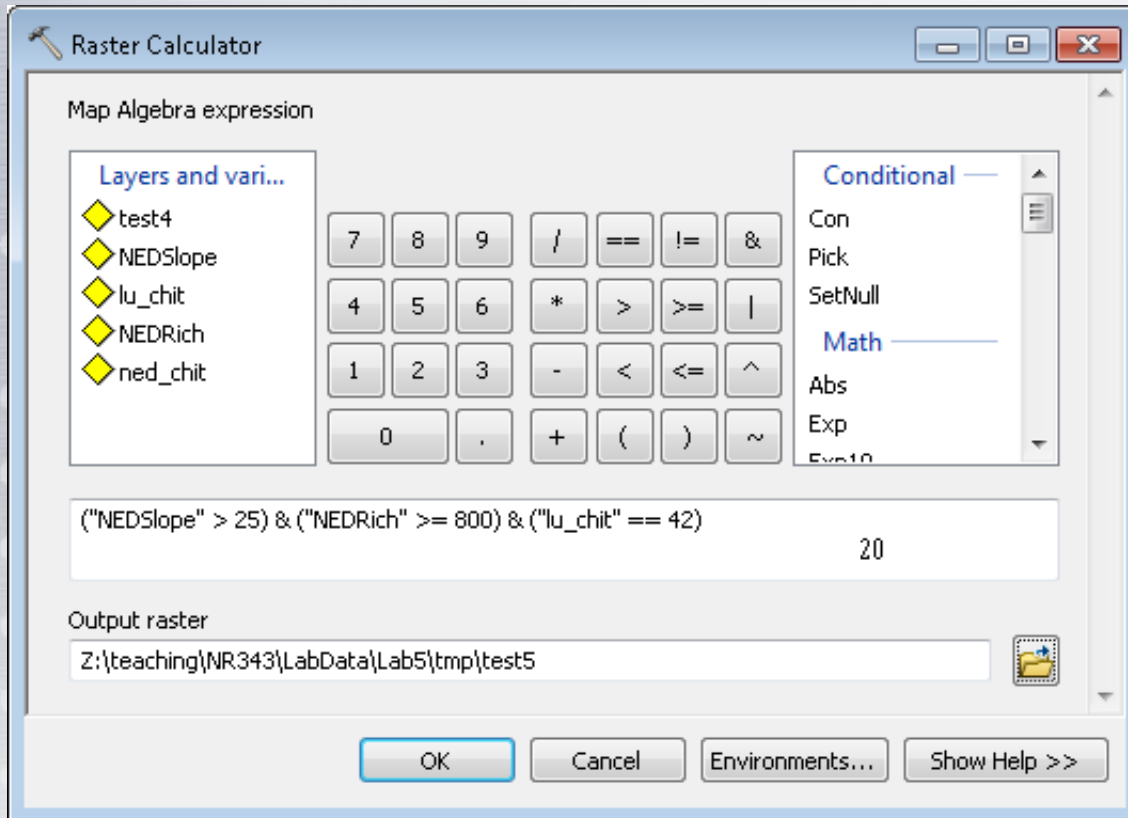 Raster Calculator
Map Algebra expression
Layers and vari...
test4
NEDSlope
lu_chit
NEDRich
ned_chit
7 8 9 / == != &
4 5 6 * > >= |
1 2 3 - < <= ^
0 . + ( ) ~
Conditional
Con
Pick
SetNull
Math
Abs
Exp
Exp10
("NEDSlope" > 25) & ("NEDRich" >= 800) & ("lu_chit" == 42)
20
Output raster
Z:\teaching\NR343\LabData\Lab5\tmp\test5
OK
Cancel
Environments...
Show Help >>